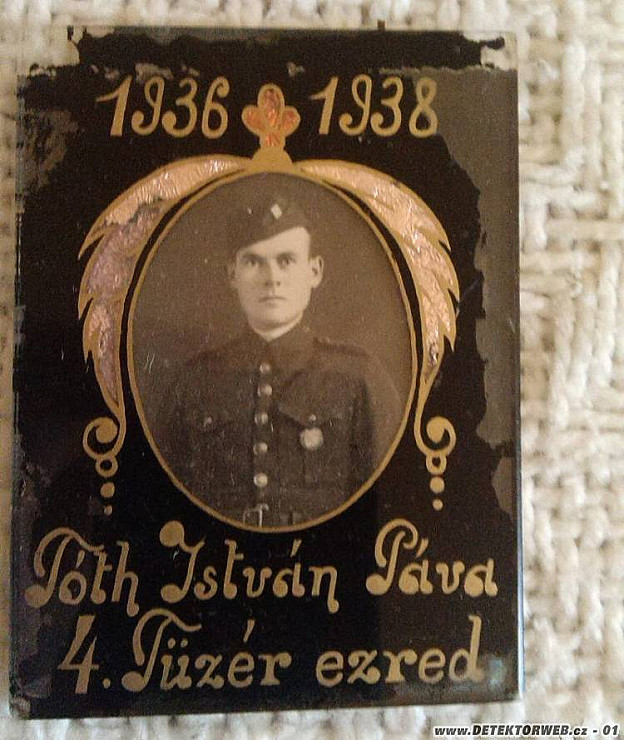 1936 1938
Tóth István Páva
4. Tüzér ezred
www.DETEKTORWEB.cz - 01